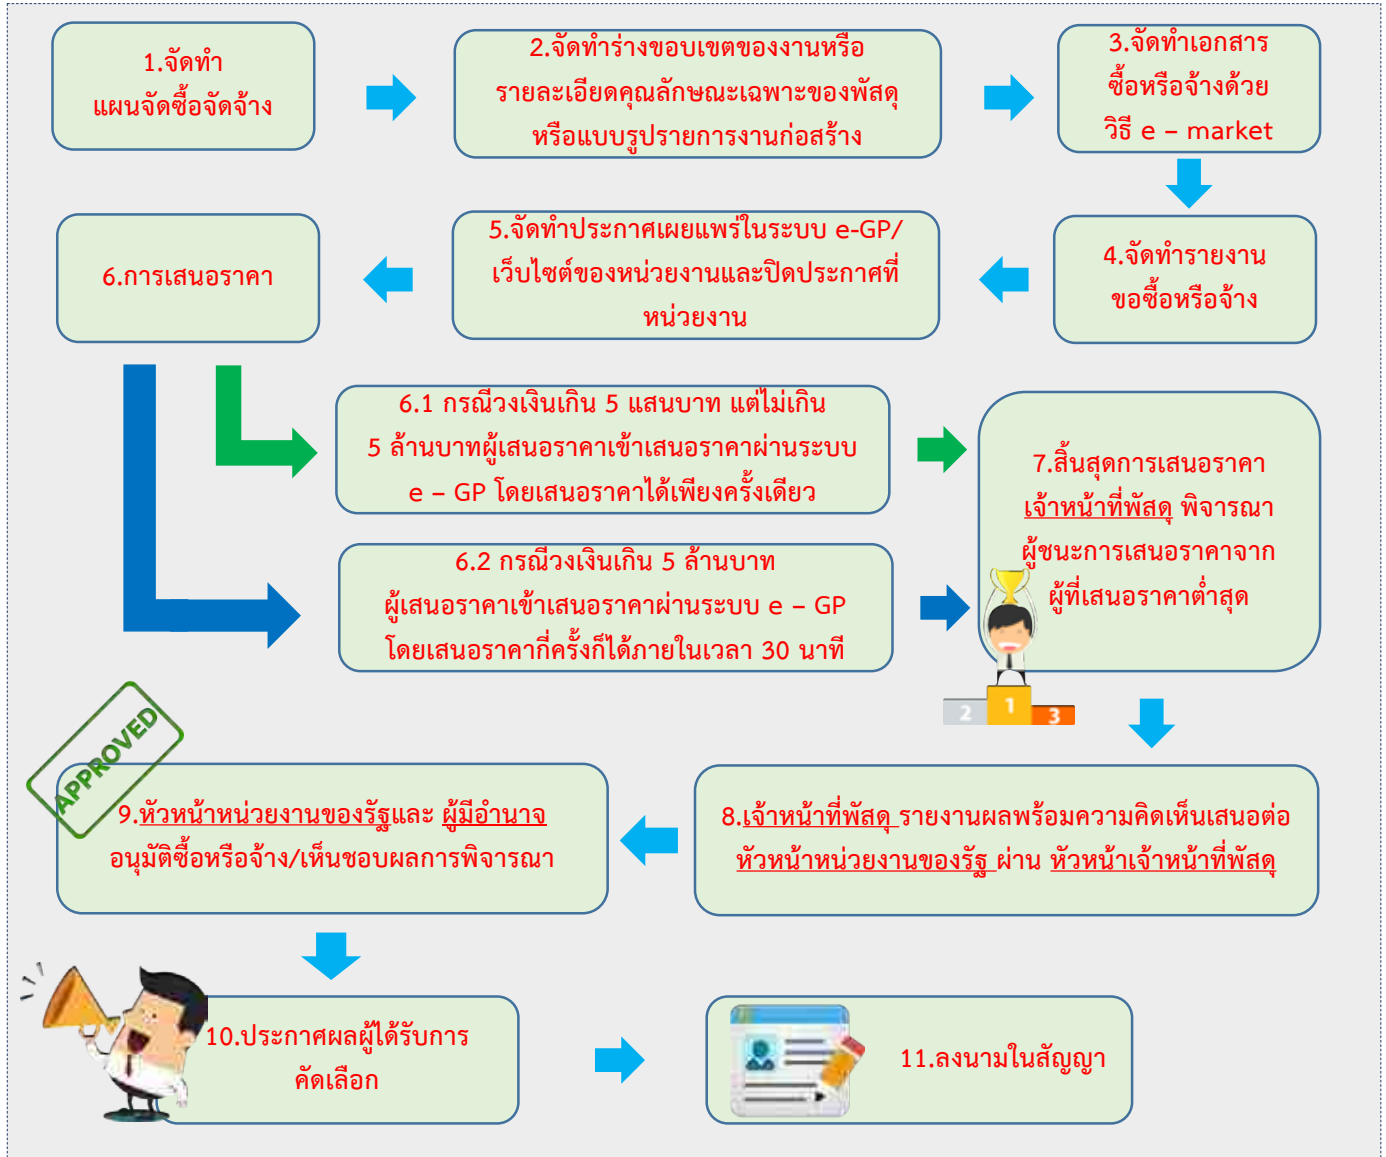 1.จัดทำ
แผนจัดซื้อจัดจ้าง
2.จัดทำร่างขอบเขตของงานหรือ
รายละเอียดคุณลักษณะเฉพาะของพัสดุ
หรือแบบรูปรายการงานก่อสร้าง
3.จัดทำเอกสาร
ซื้อหรือจ้างด้วย
วิธี e – market
4.จัดทำรายงาน
ขอซื้อหรือจ้าง
5.จัดทำประกาศเผยแพร่ในระบบ e-GP/
เว็บไซต์ของหน่วยงานและปิดประกาศที่
หน่วยงาน
6.การเสนอราคา
6.1 กรณีวงเงินเกิน 5 แสนบาท แต่ไม่เกิน
5 ล้านบาทผู้เสนอราคาเข้าเสนอราคาผ่านระบบ
e – GP โดยเสนอราคาได้เพียงครั้งเดียว
6.2 กรณีวงเงินเกิน 5 ล้านบาท
ผู้เสนอราคาเข้าเสนอราคาผ่านระบบ e – GP
โดยเสนอราคากี่ครั้งก็ได้ภายในเวลา 30 นาที
7.สิ้นสุดการเสนอราคา
เจ้าหน้าที่พัสดุ พิจารณา
ผู้ชนะการเสนอราคาจาก
ผู้ที่เสนอราคาต่ำสุด
2 1 3
8.เจ้าหน้าที่พัสดุ รายงานผลพร้อมความคิดเห็นเสนอต่อ
หัวหน้าหน่วยงานของรัฐ ผ่าน หัวหน้าเจ้าหน้าที่พัสดุ
APPROVED
9.หัวหน้าหน่วยงานของรัฐและ ผู้มีอำนาจ
อนุมัติซื้อหรือจ้าง/เห็นชอบผลการพิจารณา
10.ประกาศผลผู้ได้รับการ
คัดเลือก
11.ลงนามในสัญญา